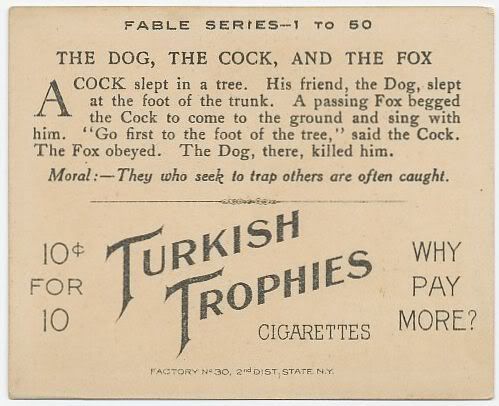 FABLE SERIES--1 TO 50
THE DOG, THE COCK, AND THE FOX
A COCK slept in a tree. His friend, the Dog, slept
at the foot of the trunk. A passing Fox begged
the Cock to come to the ground and sing with
him. "Go first to the foot of the tree," said the Cock.
The Fox obeyed. The Dog, there, killed him.
Moral:—They who seek to trap others are often caught.
10¢
FOR
10
TURKISH
TROPHIES
CIGARETTES
WHY
PAY
MORE?
FACTORY No 30, 2nd DIST, STATE N.Y.